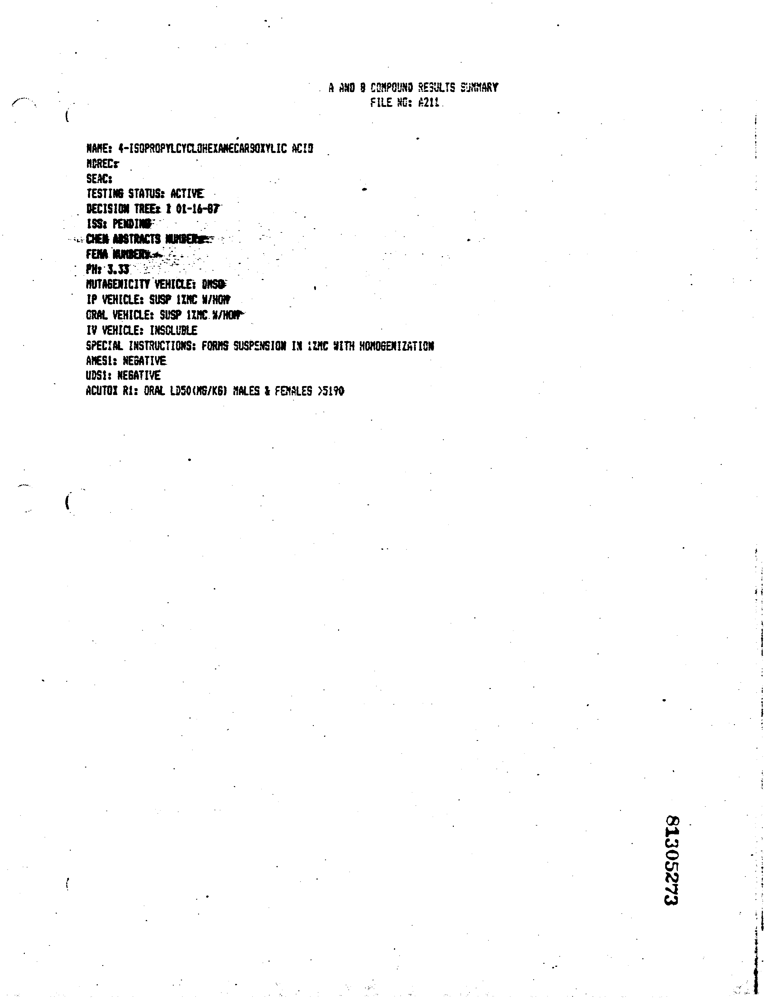 A AND B COMPOUND RESULTS SUMMARY
FILE NO: A211
NAME: 4-ISOPROPYLCYCLOHEXANECARBOXYLIC ACID
MOREC:
SEAC:
TESTING STATUS: ACTIVE
DECISION TREE: 1 01-16-87
ISS: PENDING
CHEM ABSTRACTS NUMBER:
FEMA NUMBER:
PH: 3.33
MUTAGENICITY VEHICLE: DMSO
IP VEHICLE: SUSP 1%MC W/HOM
ORAL VEHICLE: SUSP 1%MC W/HOM
IV VEHICLE: INSOLUBLE
SPECIAL INSTRUCTIONS: FORMS SUSPENSION IN 1%MC WITH HOMOGENIZATION
AMES1: NEGATIVE
UDS1: NEGATIVE
ACUTOX R1: ORAL LD50(MG/KG) MALES & FEMALES >5190
81305273